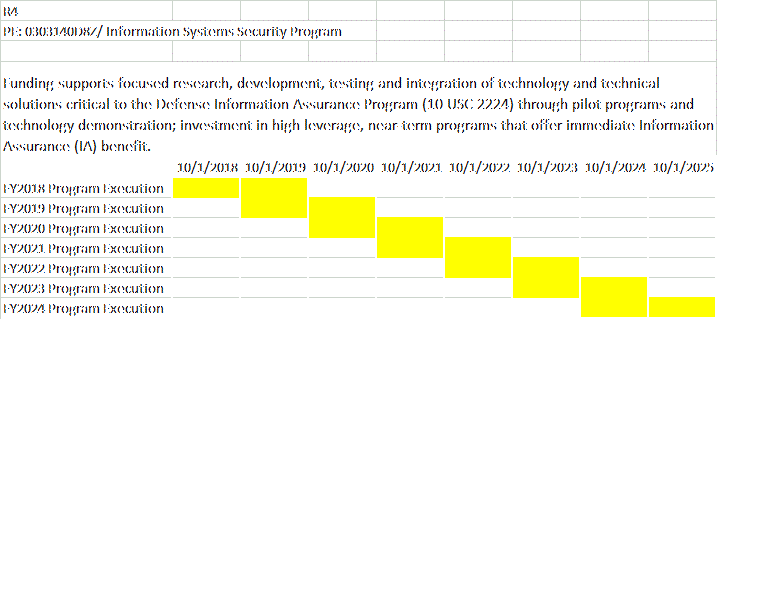 R4
PE: 0303140D8Z/ Information Systems Security Program
Funding supports focused research, development, testing and integration of technology and technical
solutions critical to the Defense Information Assurance Program (10 USC 2224) through pilot programs and
technology demonstration; investment in high leverage, near-term programs that offer immediate Information
Assurance (IA) benefit.
10/1/2018 10/1/2019 10/1/2020 10/1/2021 10/1/2022 10/1/2023 10/1/2024 10/1/2025
FY2018 Program Execution
FY2019 Program Execution
FY2020 Program Execution
FY2021 Program Execution
FY2022 Program Execution
FY2023 Program Execution
FY2024 Program Execution